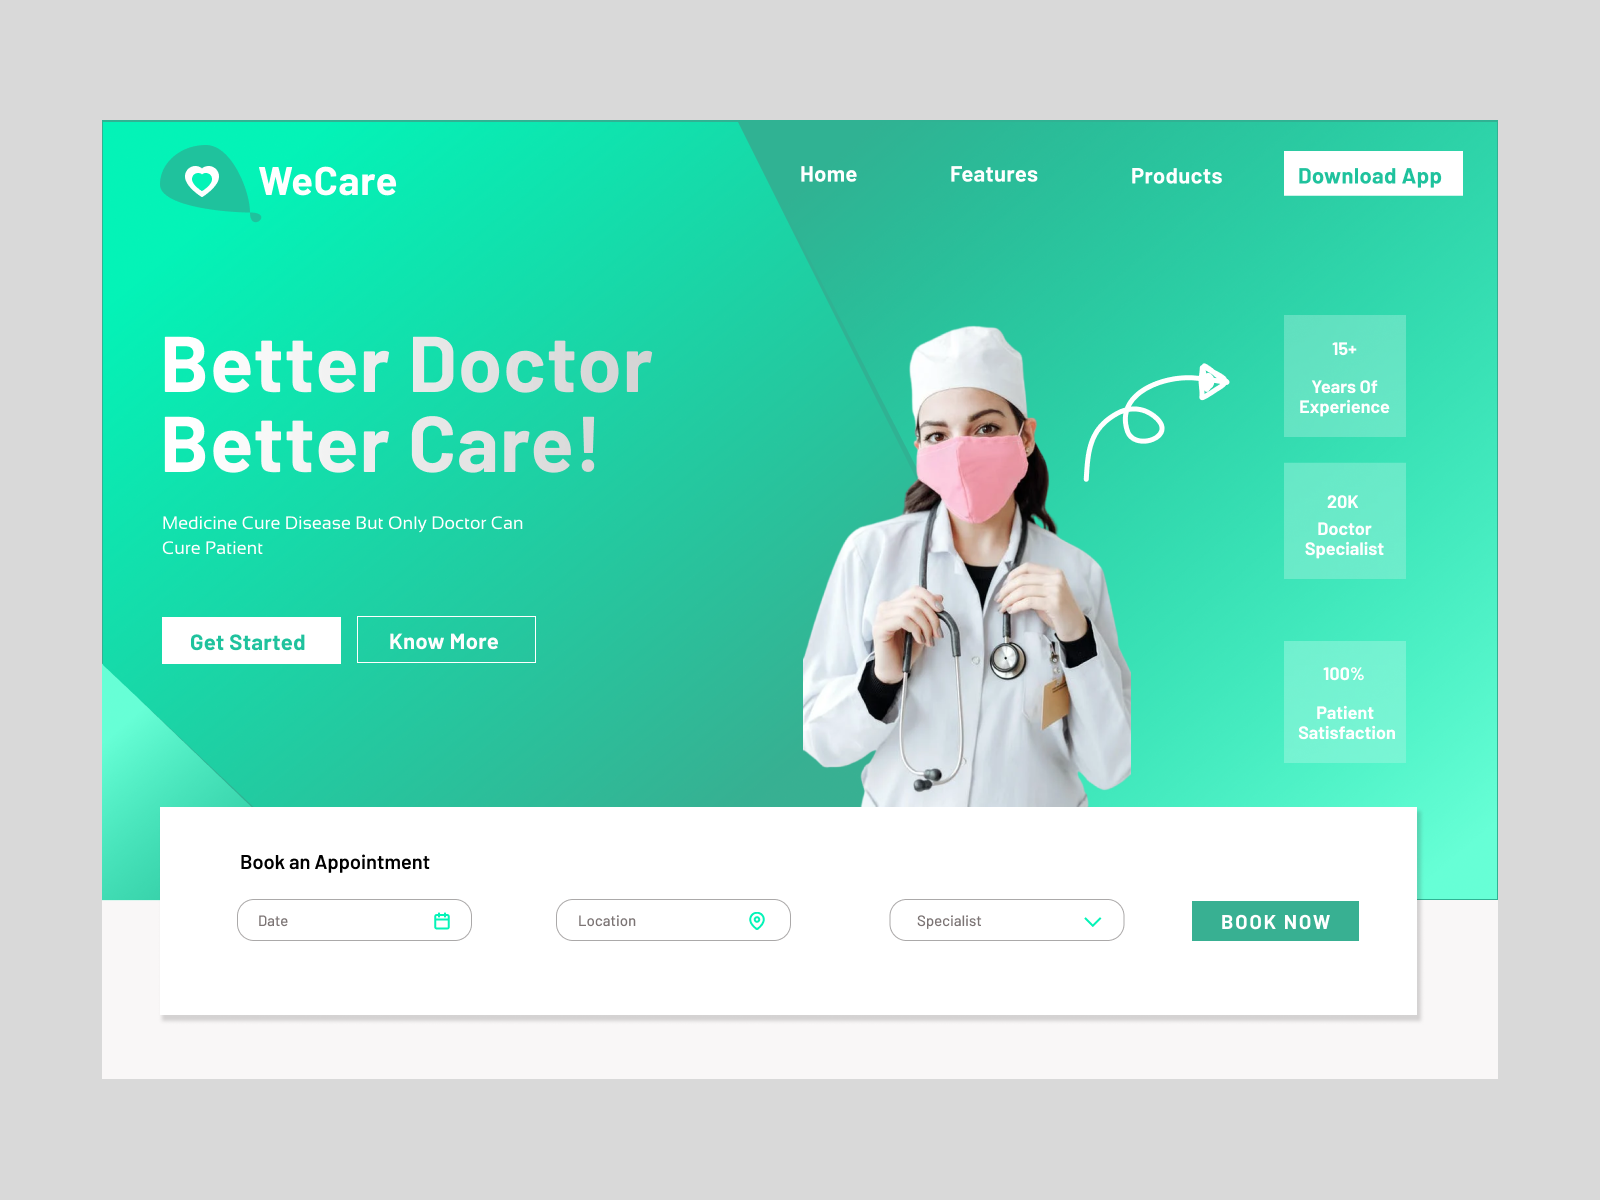 WeCare
Home
Features
Products
Download App
Better Doctor
Better Care!
Medicine Cure Disease But Only Doctor Can
Cure Patient
Get Started
Know More
15+
Years Of
Experience
20K
Doctor
Specialist
100%
Patient
Satisfaction
Book an Appointment
Date
Location
Specialist
BOOK NOW